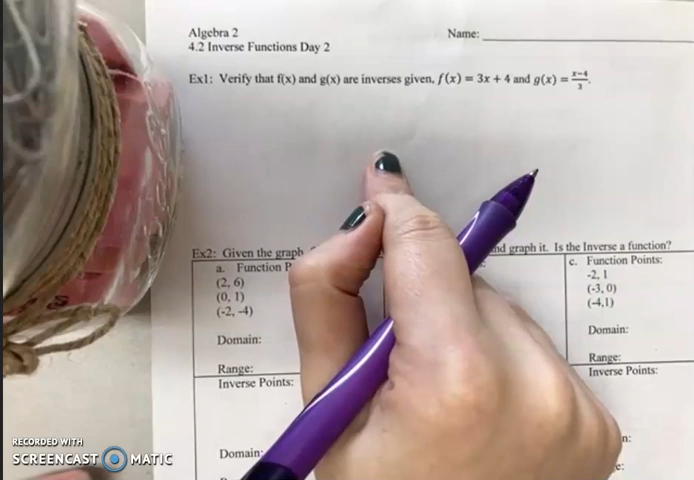 Algebra 2
Name:
4.2 Inverse Functions Day 2
Ex1: Verify that f(x) and g(x) are inverses given, f(x) = 3x + 4 and g(x) = (x−4)/3.
Ex2: Given the graph
nd graph it. Is the Inverse a function?
a. Function P
(2, 6)
(0, 1)
(-2, -4)
Domain:
Range:
Inverse Points:
Domain:
c. Function Points:
-2, 1
(-3, 0)
(-4,1)
Domain:
Range:
Inverse Points:
n:
e:
RECORDED WITH
SCREENCAST MATIC